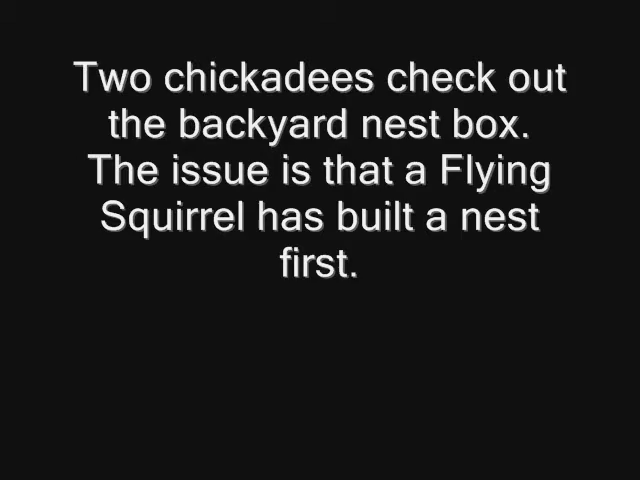 Two chickadees check out
the backyard nest box.
The issue is that a Flying
Squirrel has built a nest
first.